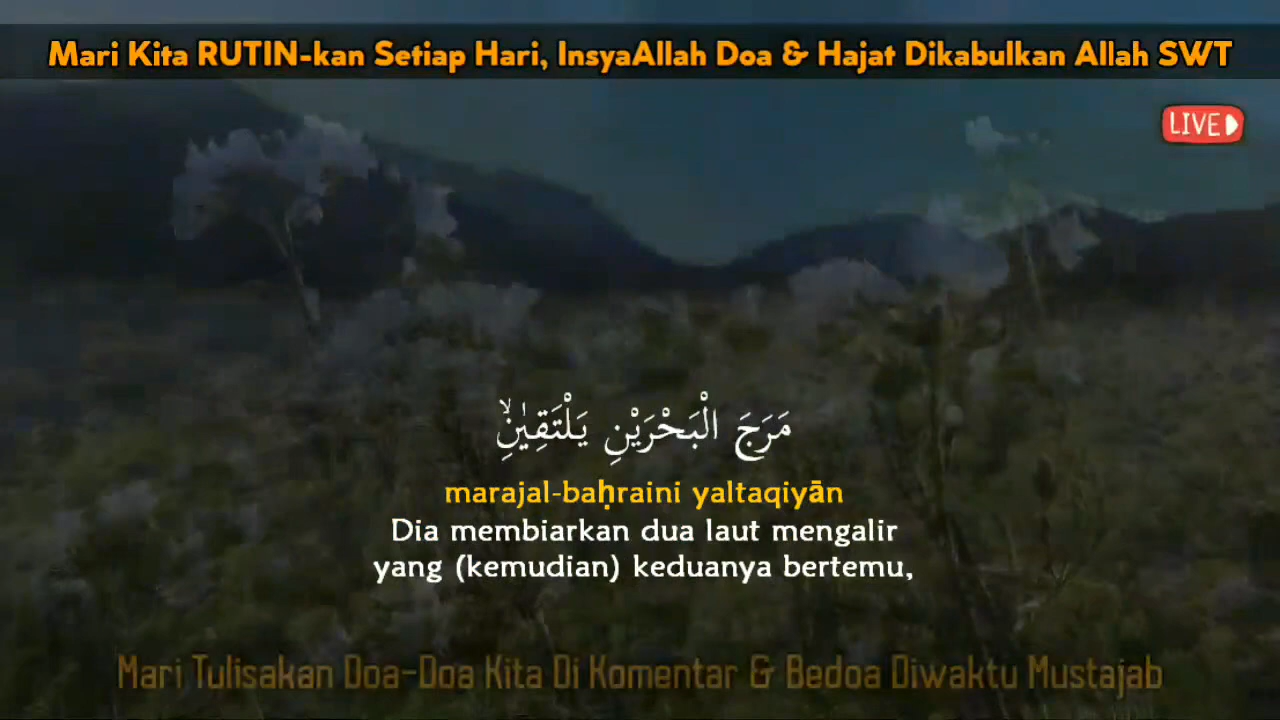 Mari Kita RUTIN-kan Setiap Hari, InsyaAllah Doa & Hajat Dikabulkan Allah SWT
LIVE
مَرَجَ الْبَحْرَيْنِ يَلْتَقِيٰنِۙ
marajal-baḥraini yaltaqiyān
Dia membiarkan dua laut mengalir
yang (kemudian) keduanya bertemu,
Mari Tulisakan Doa-Doa Kita Di Komentar & Bedoa Diwaktu Mustajab